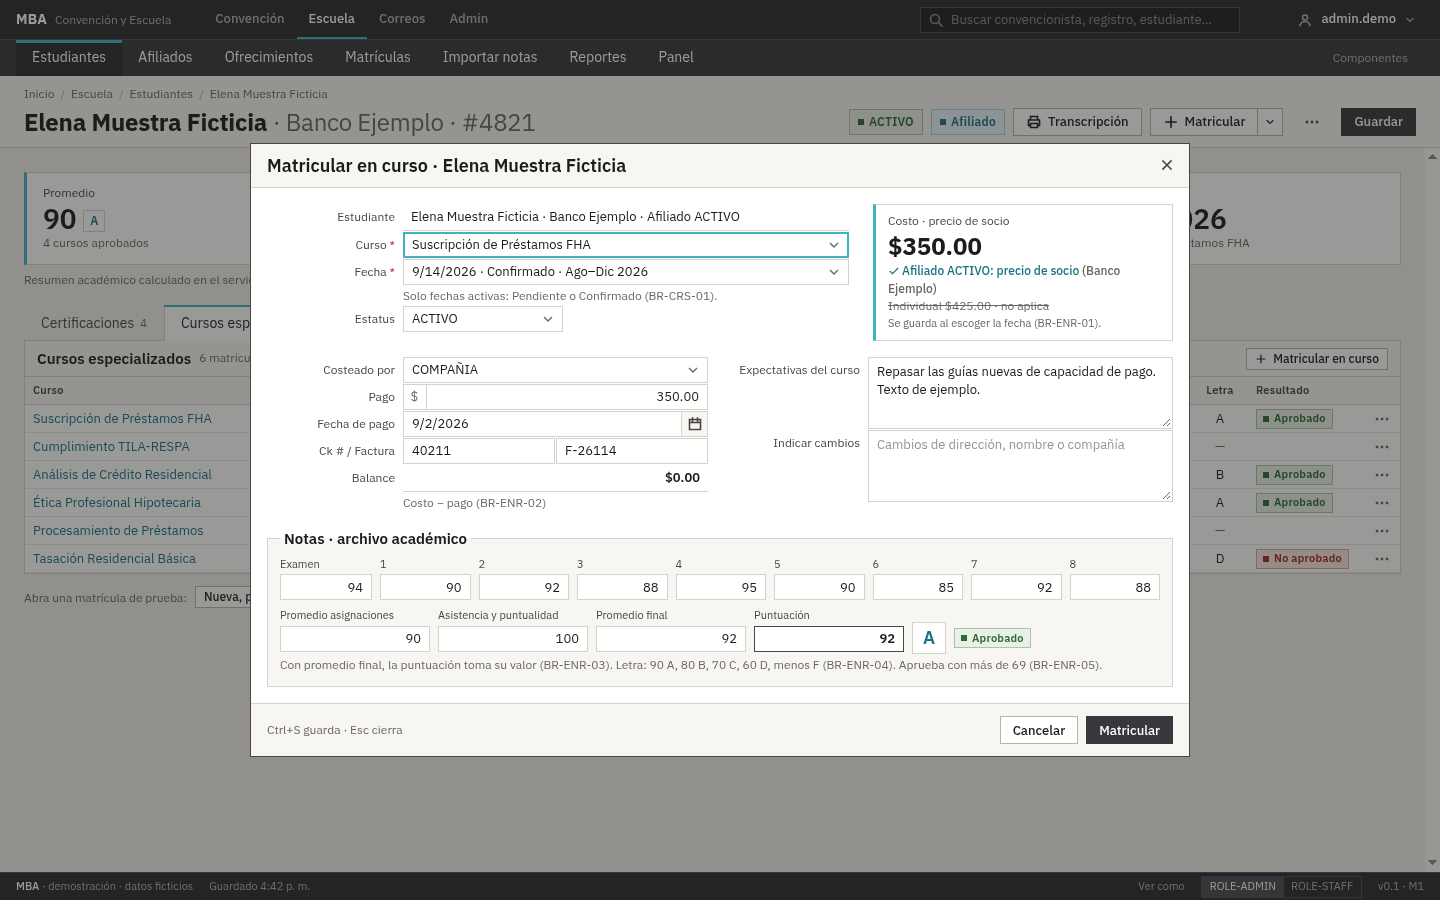 MBA Convención y Escuela Convención Escuela Correos Admin Buscar convencionista, registro, estudiante... admin.demo
Estudiantes Afiliados Ofrecimientos Matrículas Importar notas Reportes Panel Componentes
Inicio / Escuela / Estudiantes / Elena Muestra Ficticia
Elena Muestra Ficticia · Banco Ejemplo · #4821 ACTIVO Afiliado Transcripción Matricular ··· Guardar
Matricular en curso · Elena Muestra Ficticia
Promedio
90 A
4 cursos aprobados
Resumen académico calculado en el
Certificaciones 4 Cursos
Cursos especializados 6
Matricular en curso
Curso Letra Resultado
Suscripción de Préstamos FHA A Aprobado ···
Cumplimiento TILA-RESPA — ···
Análisis de Crédito Residencial B Aprobado ···
Ética Profesional Hipotecaria A Aprobado ···
Procesamiento de Préstamos — ···
Tasación Residencial Básica D No aprobado ···
Abra una matrícula de prueba: Nueva,
FHA
Estudiante Elena Muestra Ficticia · Banco Ejemplo · Afiliado ACTIVO
Curso * Suscripción de Préstamos FHA
Fecha * 9/14/2026 · Confirmado · Ago–Dic 2026
Solo fechas activas: Pendiente o Confirmado (BR-CRS-01).
Estatus ACTIVO
Costo · precio de socio
$350.00
✓ Afiliado ACTIVO: precio de socio (Banco
Ejemplo)
Individual $425.00 · no aplica
Se guarda al escoger la fecha (BR-ENR-01).
Costeado por COMPAÑIA
Pago $ 350.00
Fecha de pago 9/2/2026
Ck # / Factura 40211 F-26114
Balance $0.00
Costo – pago (BR-ENR-02)
Expectativas del curso Repasar las guías nuevas de capacidad de pago.
Texto de ejemplo.
Indicar cambios Cambios de dirección, nombre o compañía
Notas · archivo académico
Examen 1 2 3 4 5 6 7 8
94 90 92 88 95 90 85 92 88
Promedio asignaciones Asistencia y puntualidad Promedio final Puntuación
90 100 92 92 A Aprobado
Con promedio final, la puntuación toma su valor (BR-ENR-03). Letra: 90 A, 80 B, 70 C, 60 D, menos F (BR-ENR-04). Aprueba con más de 69 (BR-ENR-05).
Ctrl+S guarda · Esc cierra Cancelar Matricular
MBA · demostración · datos ficticios Guardado 4:42 p. m. Ver como ROLE-ADMIN ROLE-STAFF v0.1 · M1